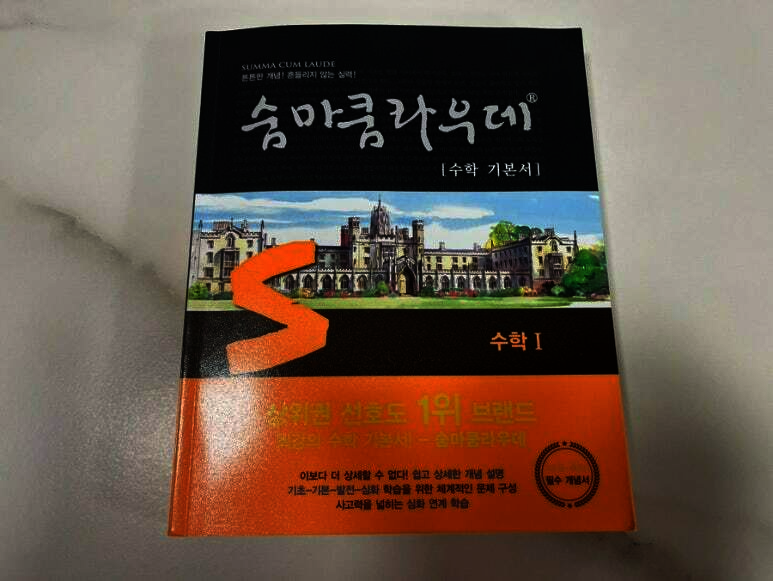 SUMMA CUM LAUDE
튼튼한 개념! 흔들리지 않는 실력!
숨마쿰라우데®
[수학 기본서]
S
수학 I
상위권 선호도 1위 브랜드
수학 기본서! – 숨마쿰라우데
이보다 더 상세할 수 없다! 쉽고 상세한 개념 설명
기초–기본–발전–심화 학습을 위한 체계적인 문제 구성
사고력을 넓히는 심화 연계 학습
필수 개념서